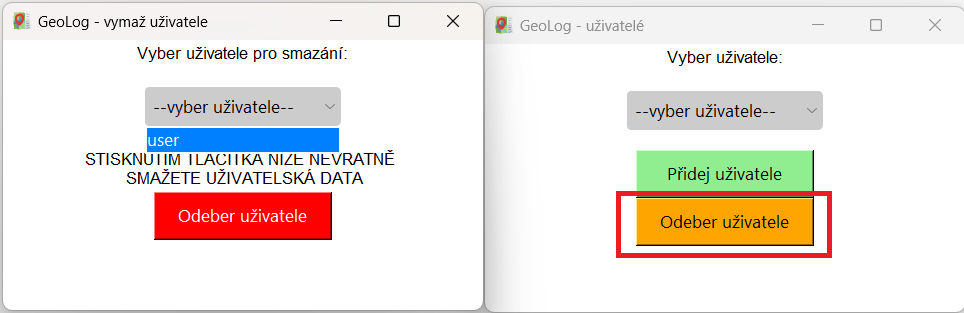 GeoLog - vymaž uživatele
Vyber uživatele pro smazání:
--vyber uživatele--
user
STISKNUTÍM TLAČÍTKA NÍŽE NEVRATNĚ
SMAŽETE UŽIVATELSKÁ DATA
Odeber uživatele
GeoLog - uživatelé
Vyber uživatele:
--vyber uživatele--
Přidej uživatele
Odeber uživatele